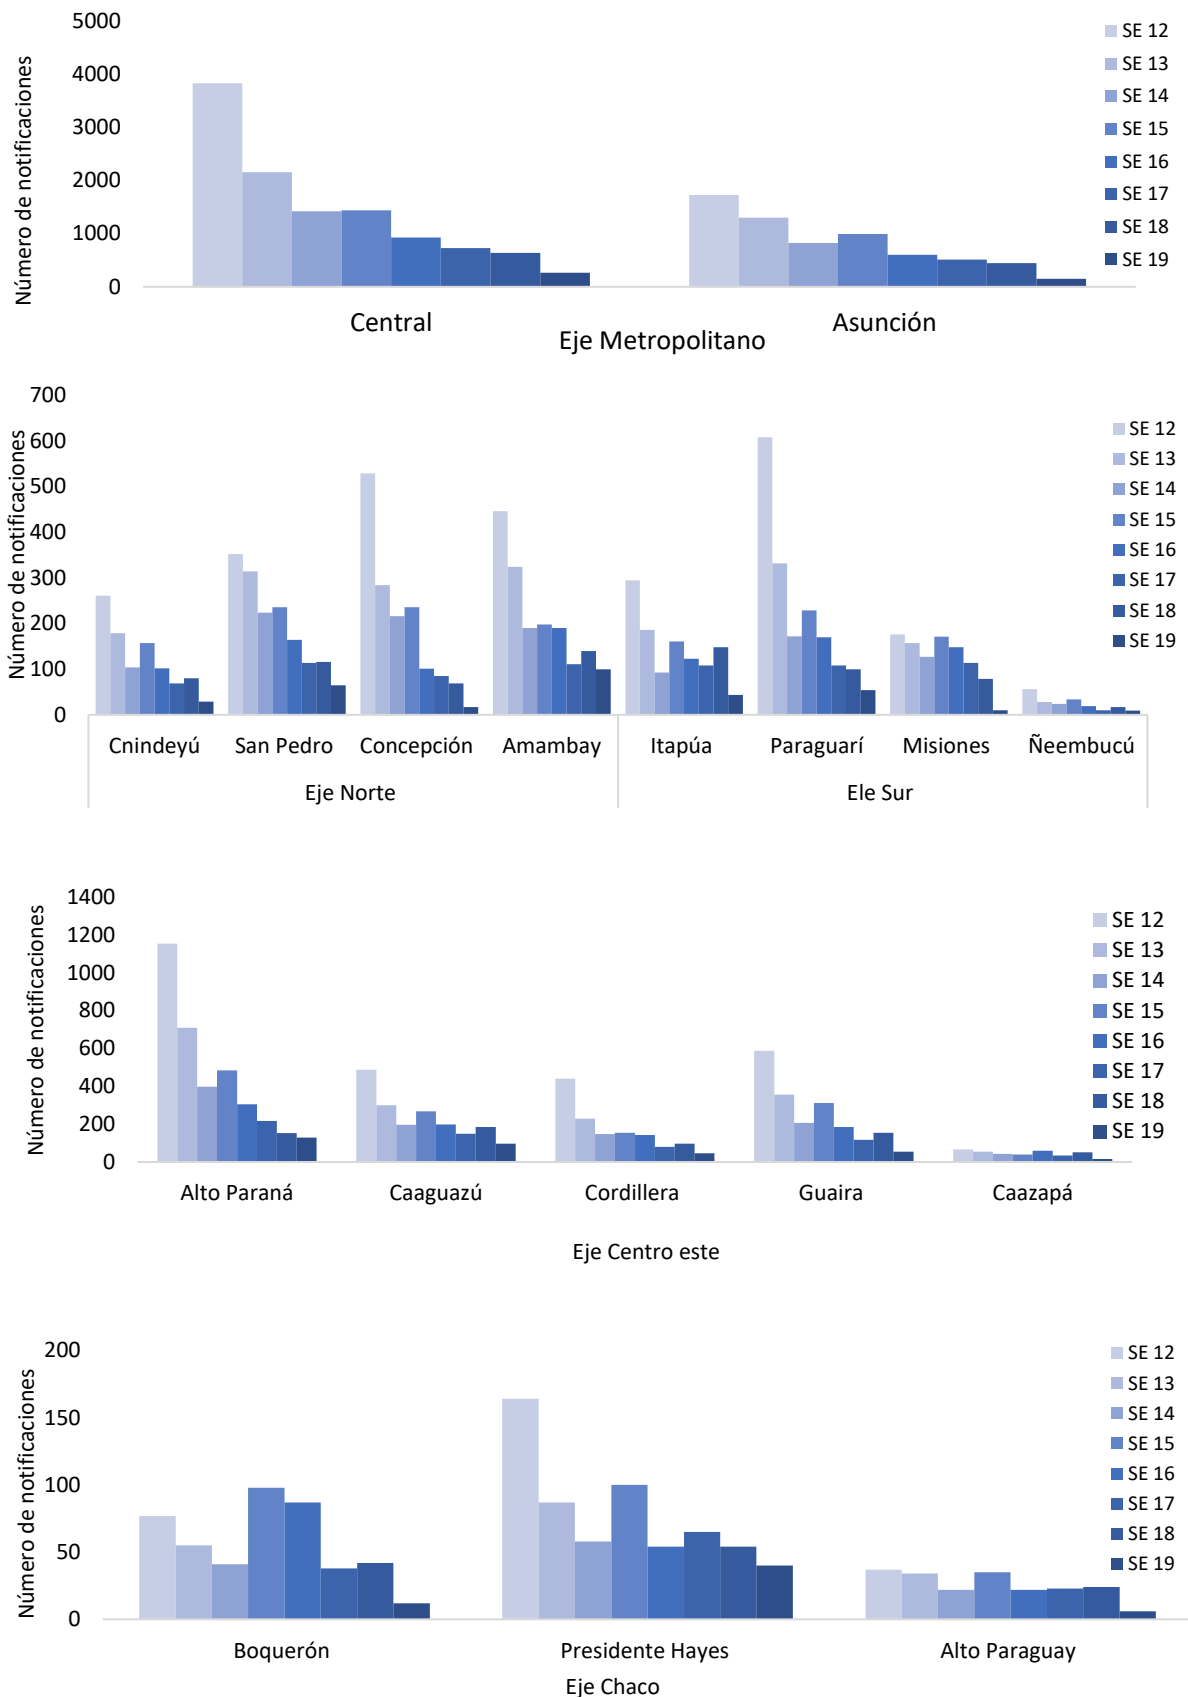 Número de notificaciones
5000
4000
3000
2000
1000
0
Central
Asunción
Eje Metropolitano
SE 12
SE 13
SE 14
SE 15
SE 16
SE 17
SE 18
SE 19
Número de notificaciones
700
600
500
400
300
200
100
0
Cnindeyú
San Pedro
Concepción
Amambay
Itapúa
Paraguarí
Misiones
Ñeembucú
Eje Norte
Ele Sur
SE 12
SE 13
SE 14
SE 15
SE 16
SE 17
SE 18
SE 19
Número de notificaciones
1400
1200
1000
800
600
400
200
0
Alto Paraná
Caaguazú
Cordillera
Guaira
Caazapá
Eje Centro este
SE 12
SE 13
SE 14
SE 15
SE 16
SE 17
SE 18
SE 19
Número de notificaciones
200
150
100
50
0
Boquerón
Presidente Hayes
Alto Paraguay
Eje Chaco
SE 12
SE 13
SE 14
SE 15
SE 16
SE 17
SE 18
SE 19